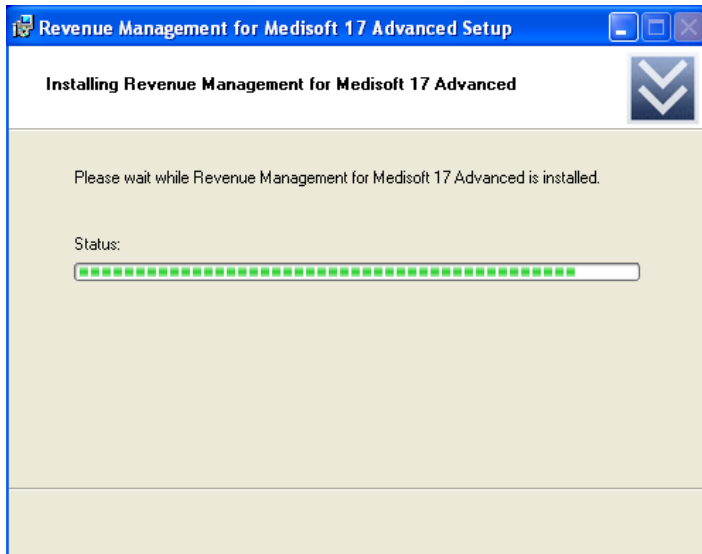 Revenue Management for Medisoft 17 Advanced Setup
Installing Revenue Management for Medisoft 17 Advanced
Please wait while Revenue Management for Medisoft 17 Advanced is installed.
Status: